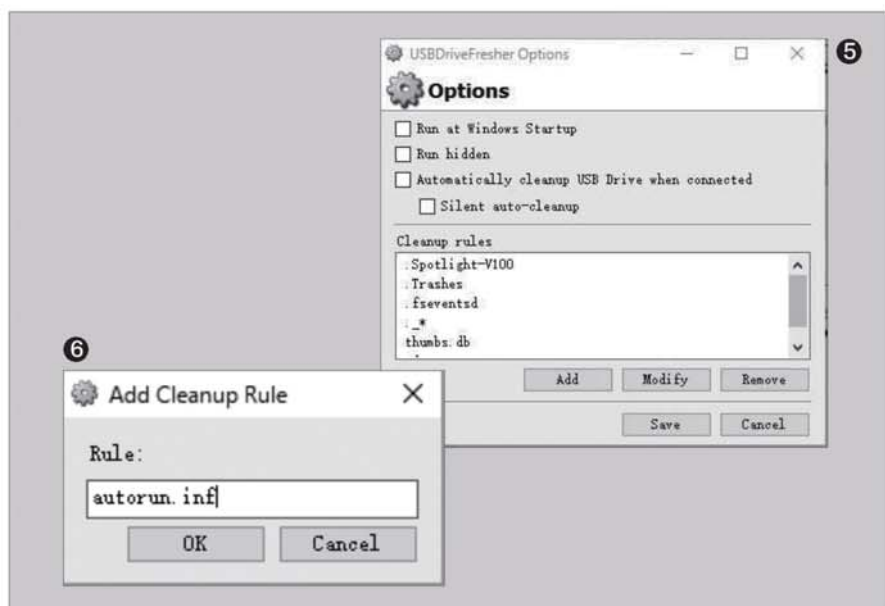 USBDriveFresher Options
❺
Options
Run at Windows Startup
Run hidden
Automatically cleanup USB Drive when connected
Silent auto-cleanup
Cleanup rules
.Spotlight-V100
.Trashes
.fseventsd
._*
thumbs.db
Add Modify Remove
Save Cancel
❻
Add Cleanup Rule
Rule:
autorun.inf
OK Cancel